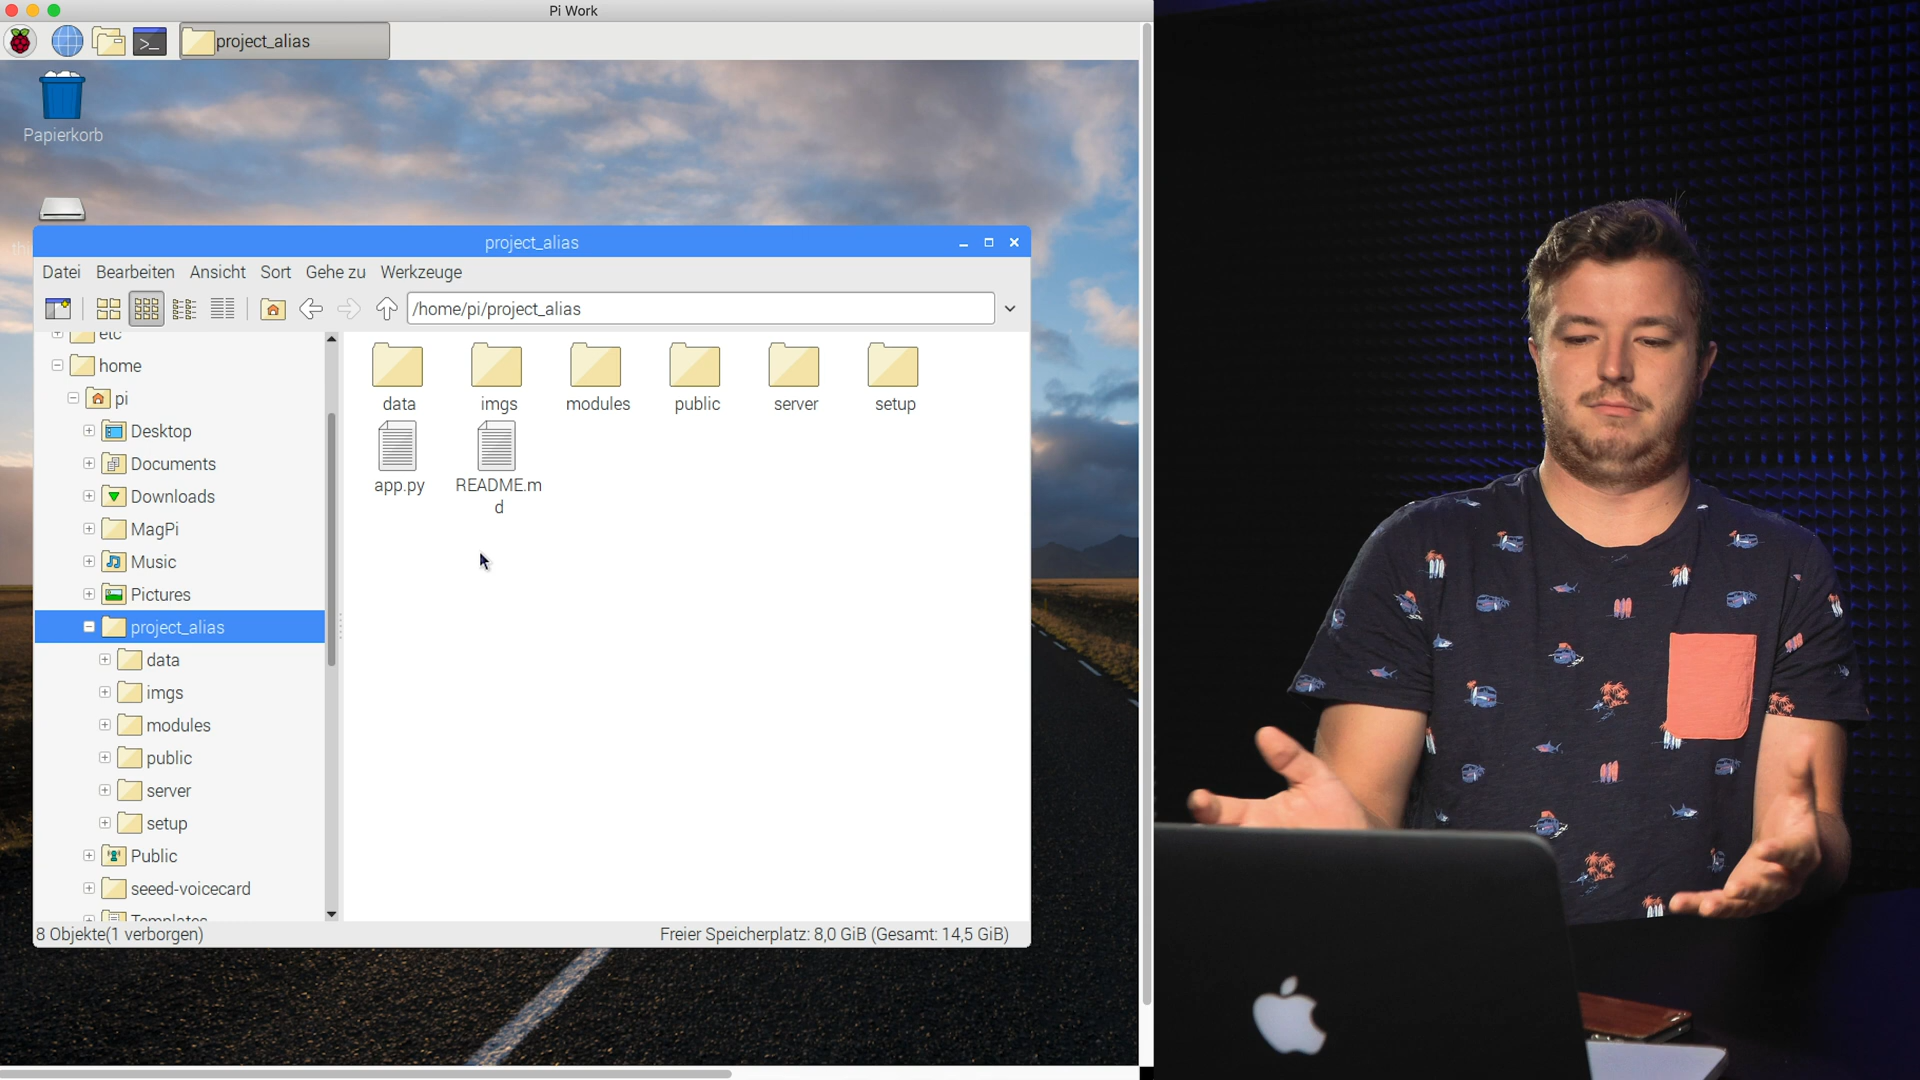 Pi Work
project_alias
Papierkorb
th
project_alias
Datei Bearbeiten Ansicht Sort Gehe zu Werkzeuge
/home/pi/project_alias
etc
home
pi
Desktop
Documents
Downloads
MagPi
Music
Pictures
project_alias
data
imgs
modules
public
server
setup
Public
seeed-voicecard
Templates
data imgs modules public server setup
app.py README.m
d
8 Objekte(1 verborgen) Freier Speicherplatz: 8,0 GiB (Gesamt: 14,5 GiB)